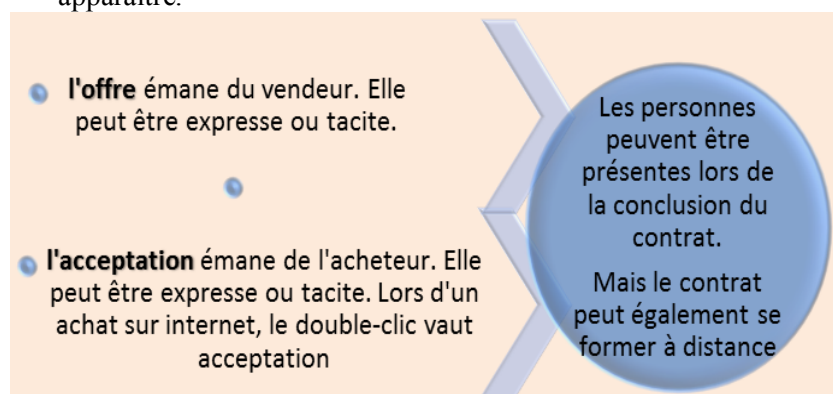 apparaître.
l'offre émane du vendeur. Elle
peut être expresse ou tacite.
l'acceptation émane de l'acheteur. Elle
peut être expresse ou tacite. Lors d'un
achat sur internet, le double-clic vaut
acceptation
Les personnes
peuvent être
présentes lors de
la conclusion du
contrat.
Mais le contrat
peut également se
former à distance